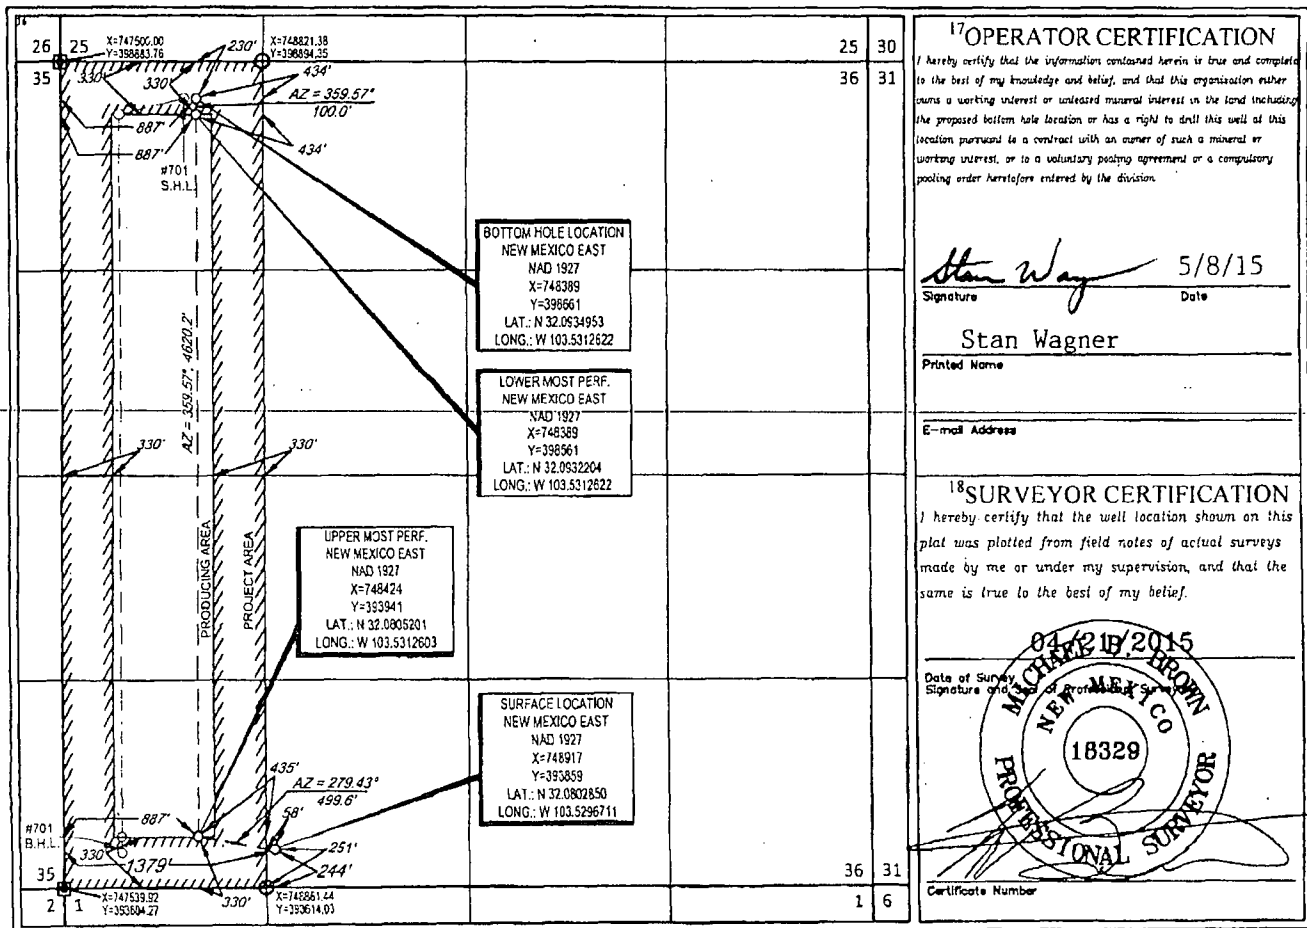 16
26 25
35
X=747500.00
Y=398883.76
230'
X=748821.38
Y=398894.35
25 30
36 31
330'
330'
434'
AZ = 359.57°
100.0'
887'
887'
434'
#701
S.H.L.
BOTTOM HOLE LOCATION
NEW MEXICO EAST
NAD 1927
X=748389
Y=398661
LAT.: N 32.0934953
LONG.: W 103.5312622
LOWER MOST PERF.
NEW MEXICO EAST
NAD 1927
X=748389
Y=398561
LAT.: N 32.0932204
LONG.: W 103.5312622
AZ = 359.57°, 4620.2'
330'
330'
PRODUCING AREA
PROJECT AREA
UPPER MOST PERF.
NEW MEXICO EAST
NAD 1927
X=748424
Y=393941
LAT.: N 32.0805201
LONG.: W 103.5312603
SURFACE LOCATION
NEW MEXICO EAST
NAD 1927
X=748917
Y=393859
LAT.: N 32.0802850
LONG.: W 103.5296711
435'
AZ = 279.43°
499.6'
58'
887'
#701
B.H.L.
330'
1379'
251'
244'
330'
35
2 1
X=747539.92
Y=393604.27
X=748861.44
Y=393614.03
36 31
1 6
17 OPERATOR CERTIFICATION
I hereby certify that the information contained herein is true and complete
to the best of my knowledge and belief, and that this organization either
owns a working interest or unleased mineral interest in the land including
the proposed bottom hole location or has a right to drill this well at this
location pursuant to a contract with an owner of such a mineral or
working interest, or to a voluntary pooling agreement or a compulsory
pooling order heretofore entered by the division.
Stan Wagner 5/8/15
Signature Date
Stan Wagner
Printed Name
E-mail Address
18 SURVEYOR CERTIFICATION
I hereby certify that the well location shown on this
plat was plotted from field notes of actual surveys
made by me or under my supervision, and that the
same is true to the best of my belief.
04/21/2015
Date of Survey
Signature and Seal of Professional Surveyor
MICHAEL B. BROWN
NEW MEXICO
18329
PROFESSIONAL SURVEYOR
Certificate Number